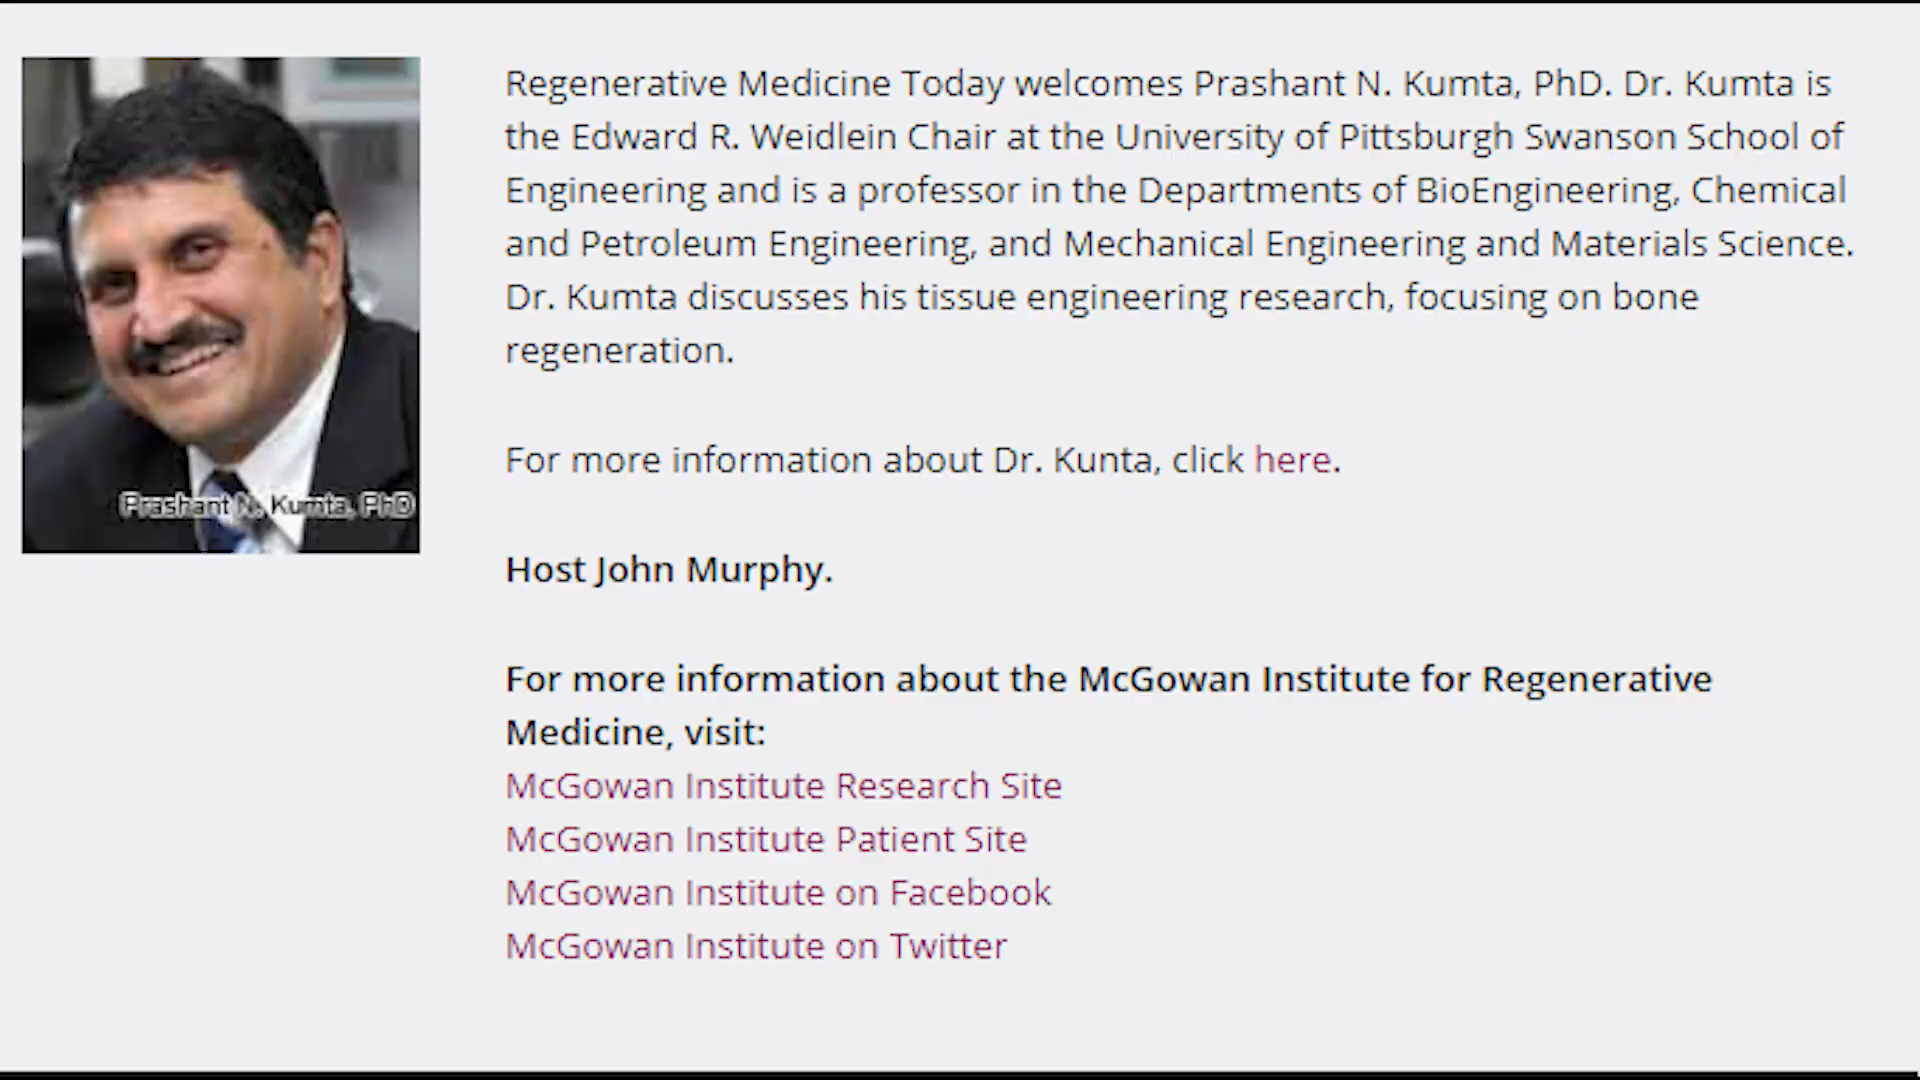 Regenerative Medicine Today welcomes Prashant N. Kumta, PhD. Dr. Kumta is
the Edward R. Weidlein Chair at the University of Pittsburgh Swanson School of
Engineering and is a professor in the Departments of BioEngineering, Chemical
and Petroleum Engineering, and Mechanical Engineering and Materials Science.
Dr. Kumta discusses his tissue engineering research, focusing on bone
regeneration.
For more information about Dr. Kunta, click here.
Prashant N. Kumta, PhD
Host John Murphy.
For more information about the McGowan Institute for Regenerative
Medicine, visit:
McGowan Institute Research Site
McGowan Institute Patient Site
McGowan Institute on Facebook
McGowan Institute on Twitter